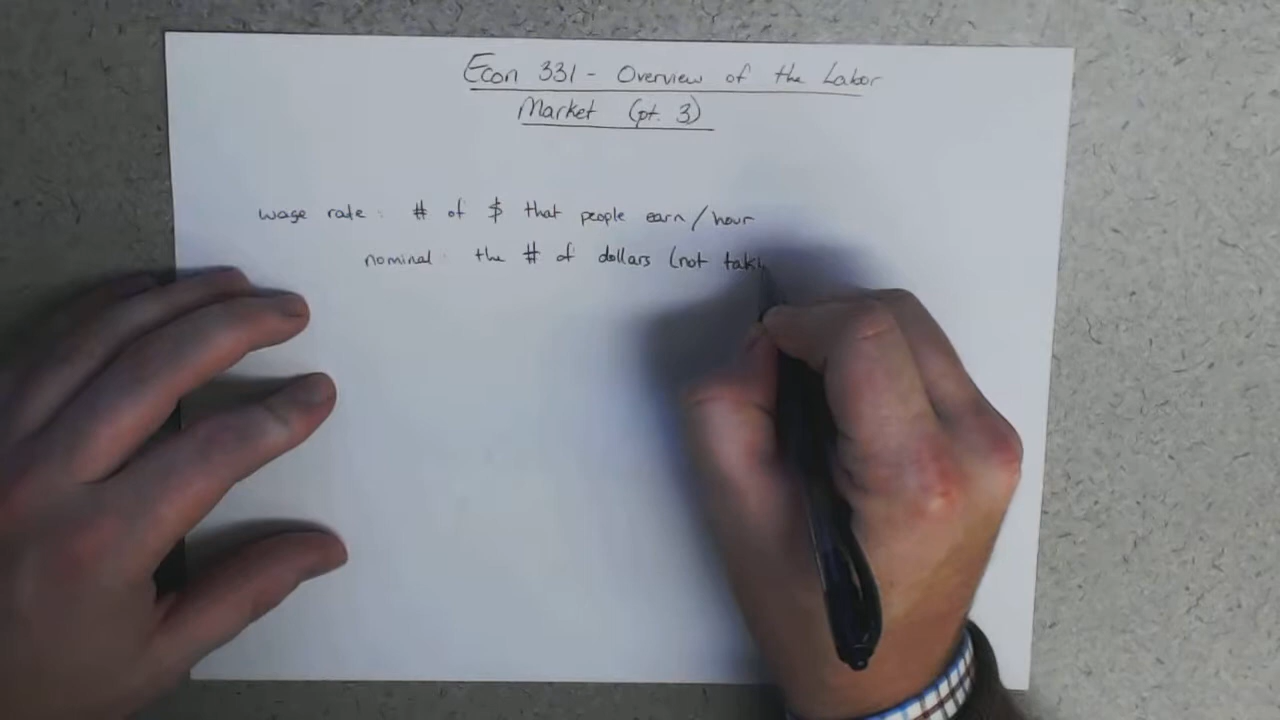 Econ 331 - Overview of the Labor
Market (pt. 3)
wage rate: # of $ that people earn/hour
nominal: the # of dollars (not taki